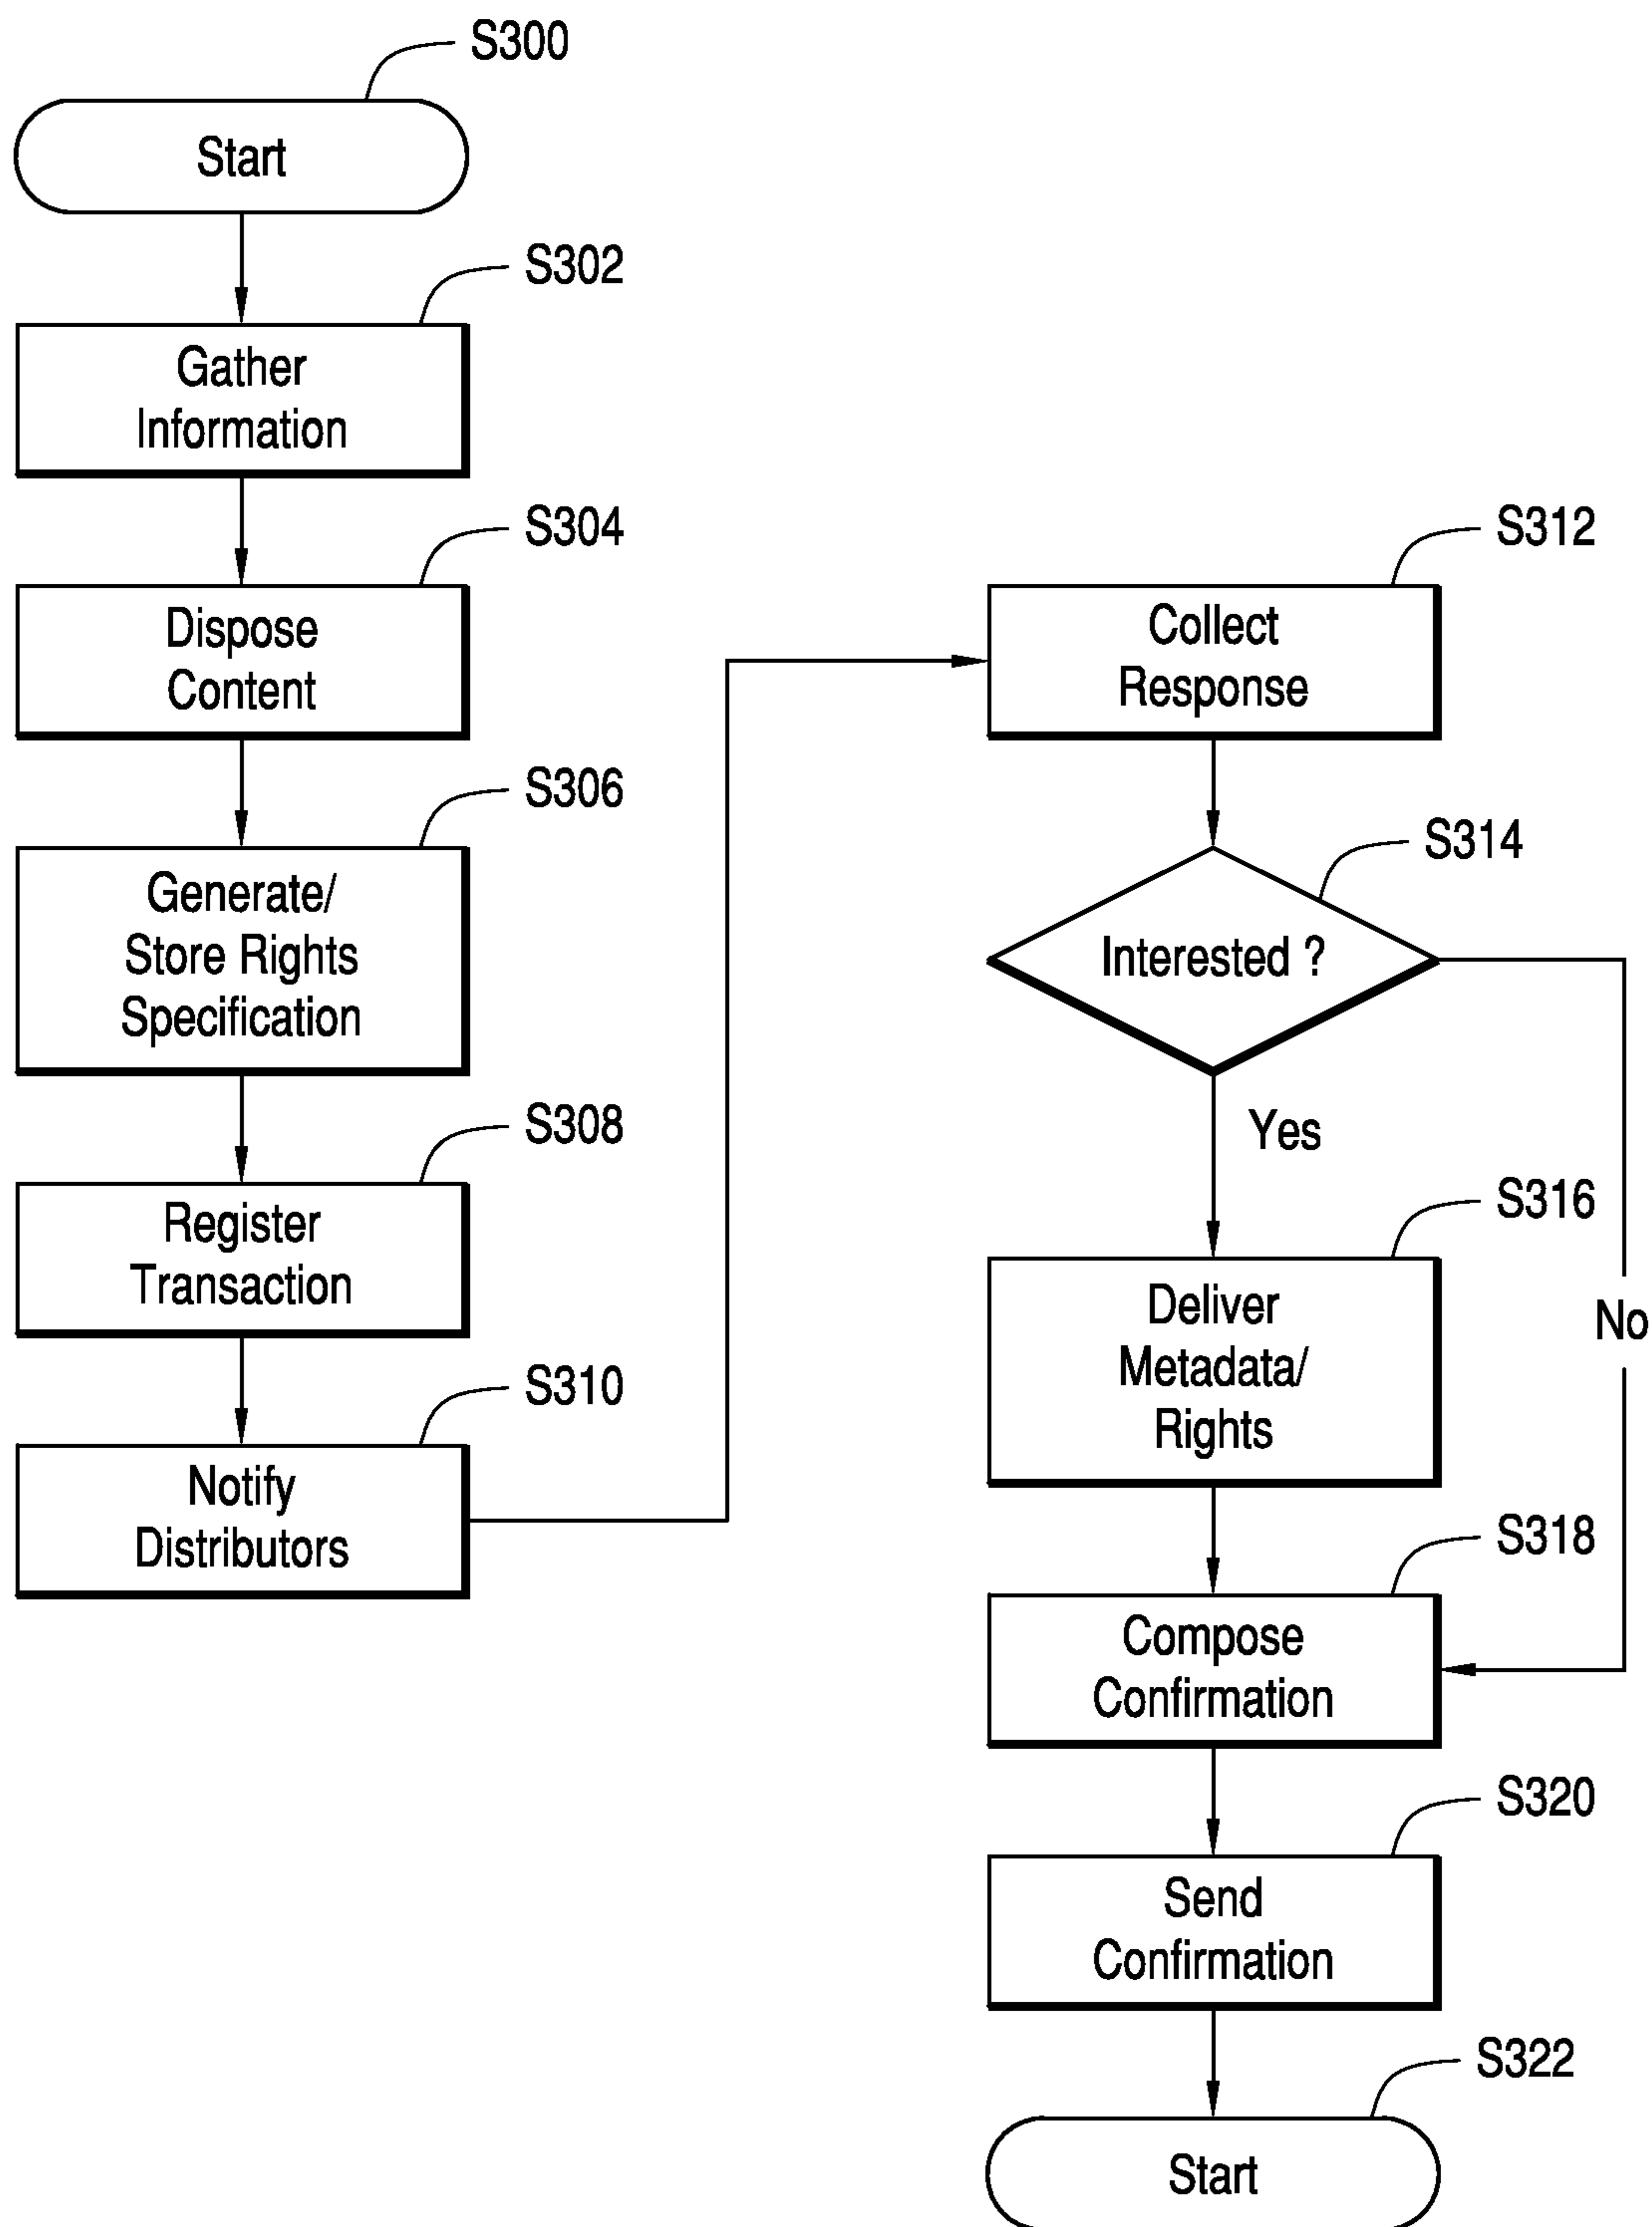 S300
Start
S302
Gather
Information
S304
Dispose
Content
S306
Generate/
Store Rights
Specification
S308
Register
Transaction
S310
Notify
Distributors
S312
Collect
Response
S314
Interested ?
Yes
No
S316
Deliver
Metadata/
Rights
S318
Compose
Confirmation
S320
Send
Confirmation
S322
Start